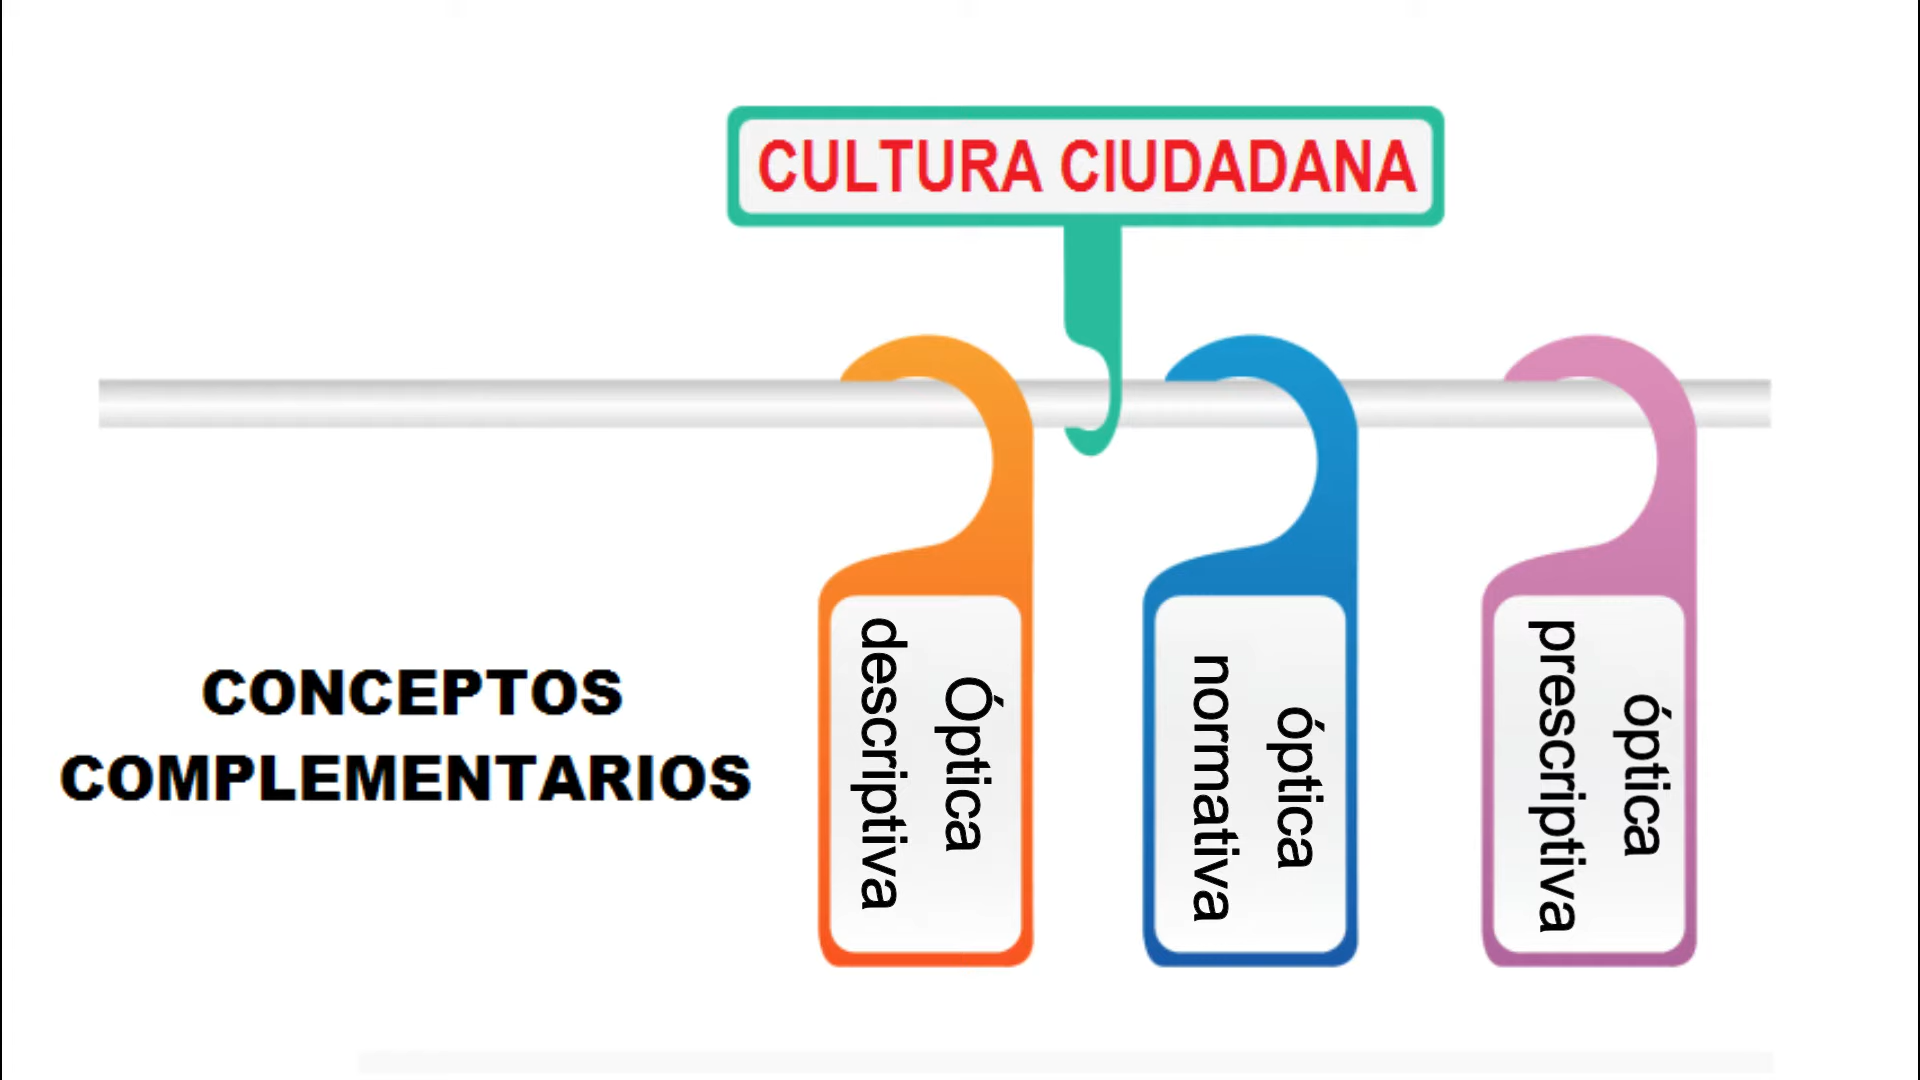 CULTURA CIUDADANA
CONCEPTOS
COMPLEMENTARIOS
Óptica
descriptiva
óptica
normativa
óptica
prescriptiva